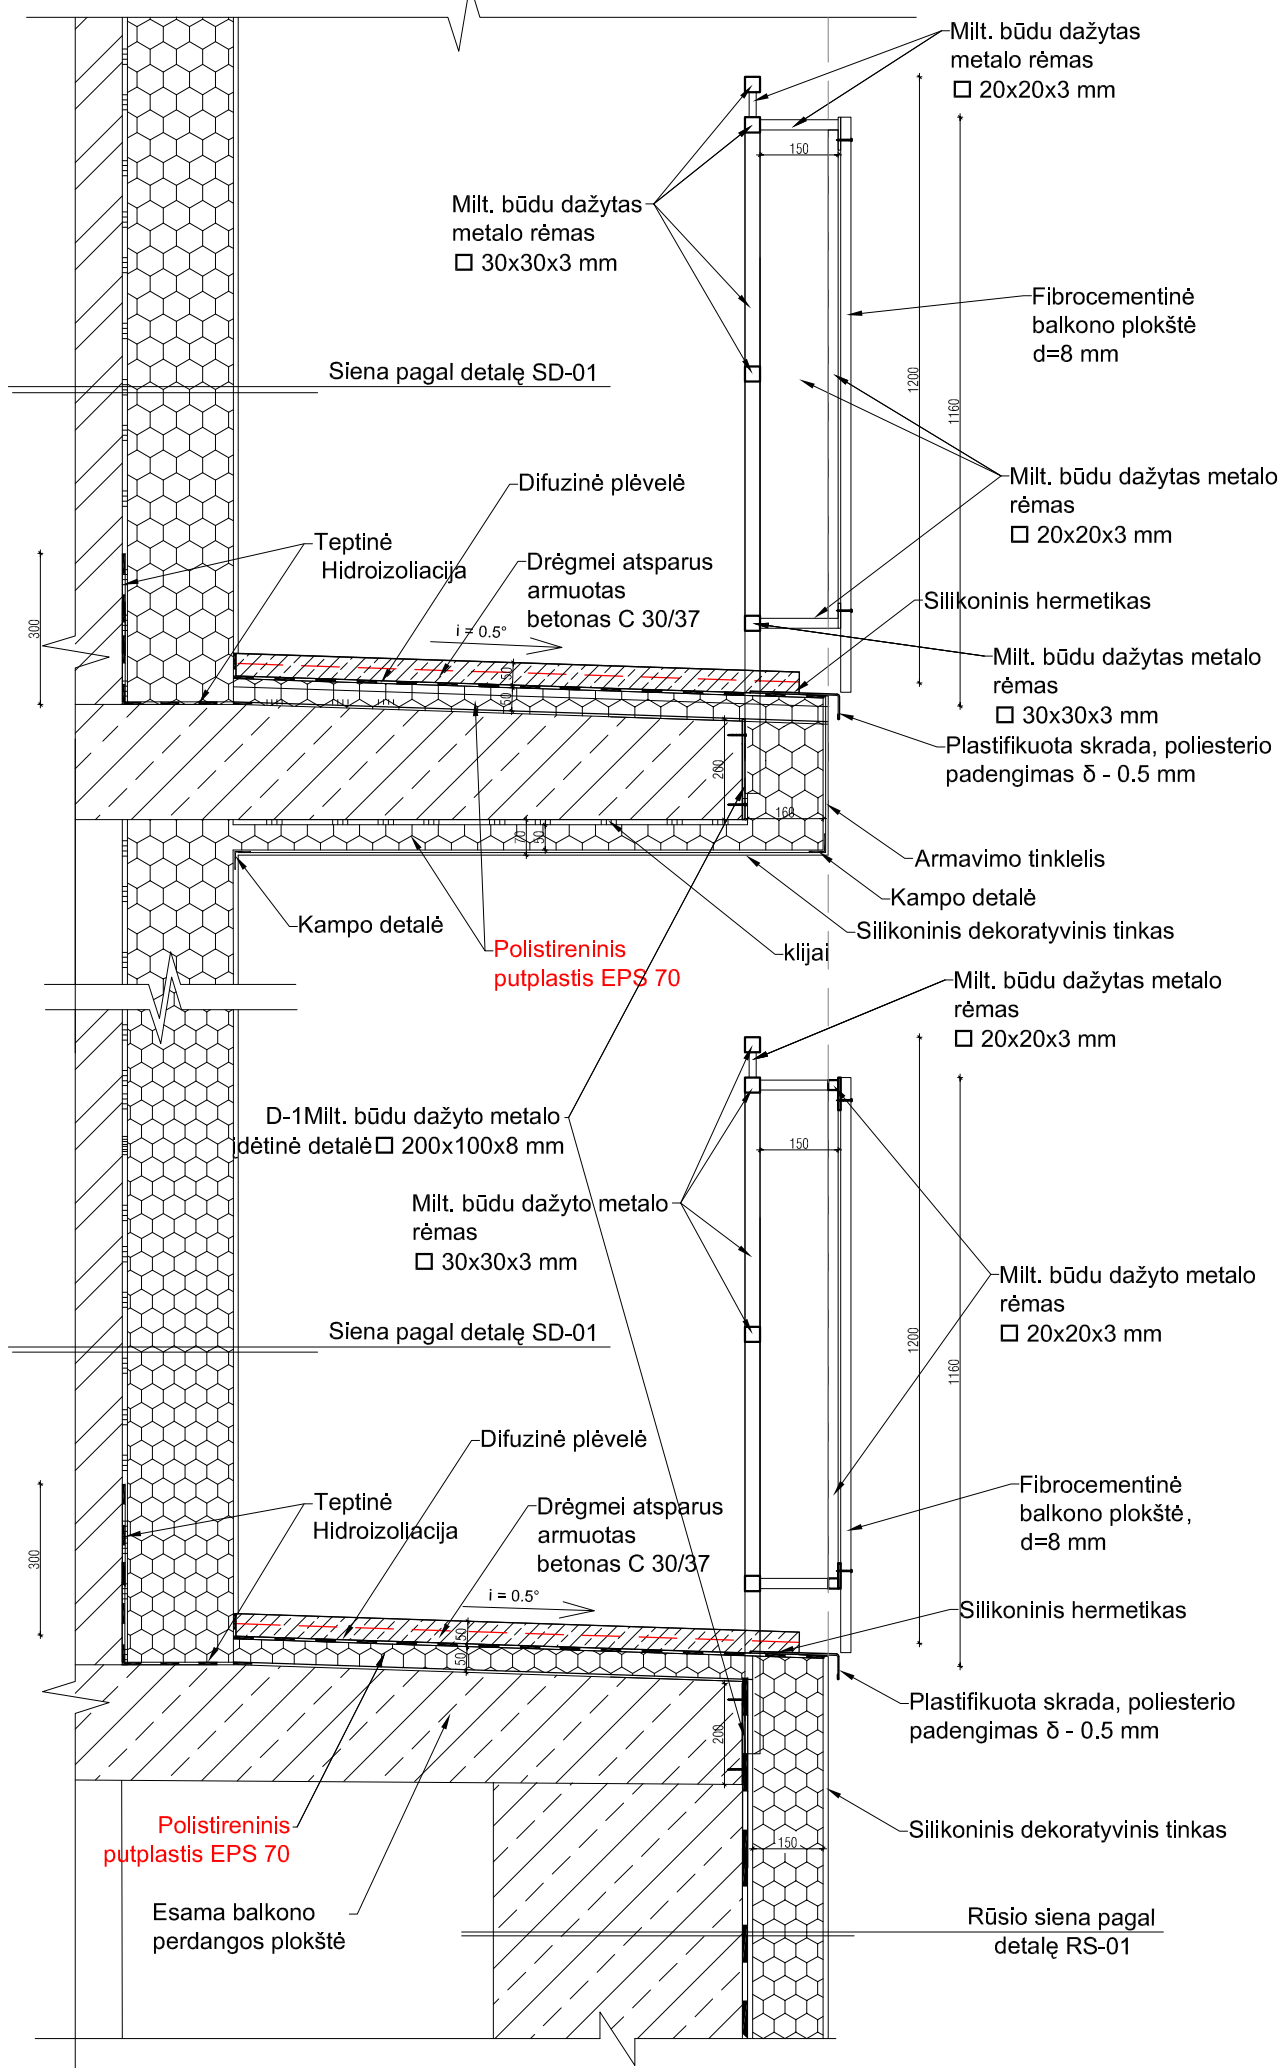 Milt. būdu dažytas
metalo rėmas
□ 20x20x3 mm
150
Milt. būdu dažytas
metalo rėmas
□ 30x30x3 mm
Fibrocementinė
balkono plokštė
d=8 mm
Siena pagal detalę SD-01
1200
1160
Difuzinė plėvelė
Milt. būdu dažytas metalo
rėmas
□ 20x20x3 mm
Teptinė
Hidroizoliacija
Drėgmei atsparus
armuotas
betonas C 30/37
Silikoninis hermetikas
300
i = 0.5°
Milt. būdu dažytas metalo
rėmas
□ 30x30x3 mm
50
60
Plastifikuota skrada, poliesterio
padengimas δ - 0.5 mm
200
160
70
50
Armavimo tinklelis
Kampo detalė
Kampo detalė
Silikoninis dekoratyvinis tinkas
Polistireninis
putplastis EPS 70
klijai
Milt. būdu dažytas metalo
rėmas
□ 20x20x3 mm
D-1Milt. būdu dažyto metalo
įdėtinė detalė □ 200x100x8 mm
150
Milt. būdu dažyto metalo
rėmas
□ 30x30x3 mm
Milt. būdu dažyto metalo
rėmas
□ 20x20x3 mm
Siena pagal detalę SD-01
1200
1160
Difuzinė plėvelė
Teptinė
Hidroizoliacija
Drėgmei atsparus
armuotas
betonas C 30/37
Fibrocementinė
balkono plokštė,
d=8 mm
300
i = 0.5°
Silikoninis hermetikas
50
50
Plastifikuota skrada, poliesterio
padengimas δ - 0.5 mm
200
Polistireninis
putplastis EPS 70
Silikoninis dekoratyvinis tinkas
150
Esama balkono
perdangos plokštė
Rūsio siena pagal
detalę RS-01